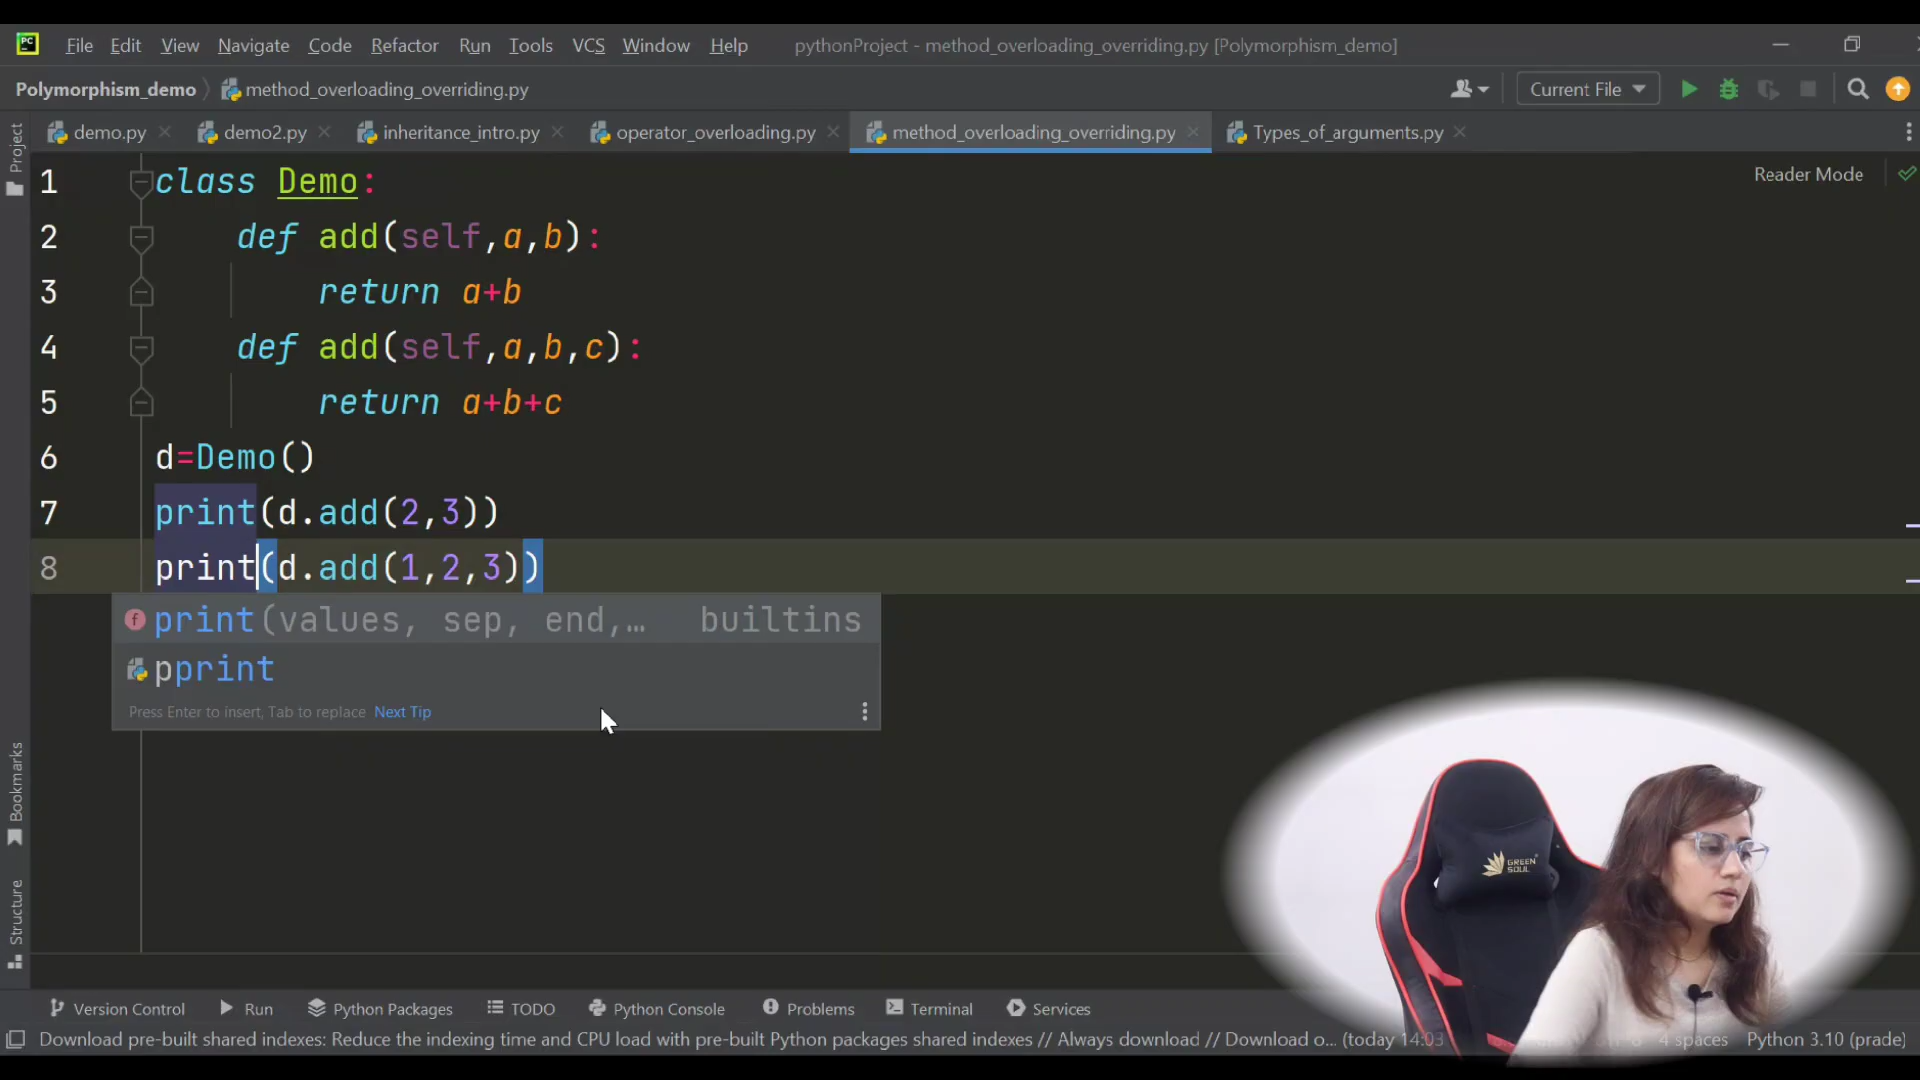 File Edit View Navigate Code Refactor Run Tools VCS Window Help pythonProject - method_overloading_overriding.py [Polymorphism_demo]
Polymorphism_demo method_overloading_overriding.py Current File
demo.py demo2.py inheritance_intro.py operator_overloading.py method_overloading_overriding.py Types_of_arguments.py
Project
Reader Mode
1 class Demo:
2 def add(self,a,b):
3 return a+b
4 def add(self,a,b,c):
5 return a+b+c
6 d=Demo()
7 print(d.add(2,3))
8 print(d.add(1,2,3))
print(values, sep, end,… builtins
pprint
Press Enter to insert, Tab to replace Next Tip
Bookmarks
Structure
GREEN
SOUL
Version Control Run Python Packages TODO Python Console Problems Terminal Services
Download pre-built shared indexes: Reduce the indexing time and CPU load with pre-built Python packages shared indexes // Always download // Download o... (today 14:03 4 spaces Python 3.10 (prade)